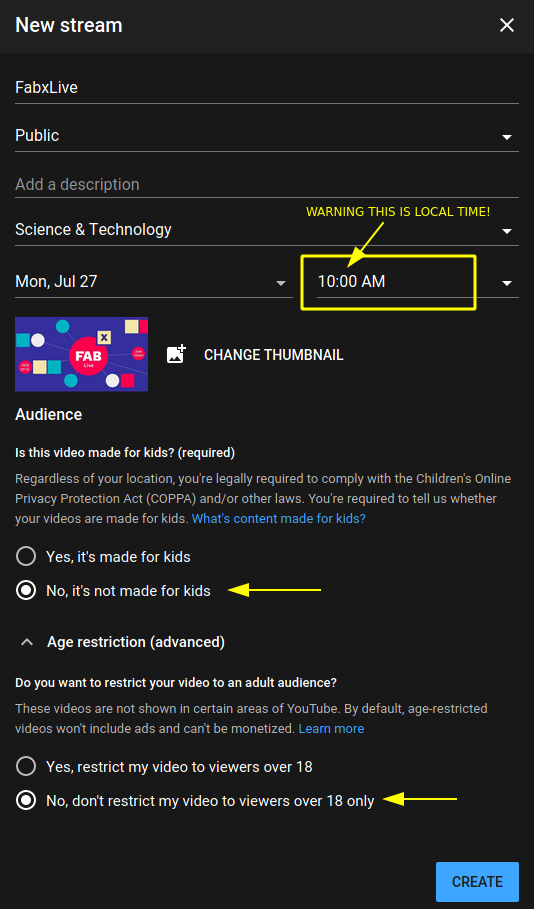 New stream
FabxLive
Public
Add a description
WARNING THIS IS LOCAL TIME!
Science & Technology
Mon, Jul 27
10:00 AM
X
FAB
Live
CHANGE THUMBNAIL
Audience
Is this video made for kids? (required)
Regardless of your location, you're legally required to comply with the Children's Online
Privacy Protection Act (COPPA) and/or other laws. You're required to tell us whether
your videos are made for kids. What's content made for kids?
Yes, it's made for kids
No, it's not made for kids
Age restriction (advanced)
Do you want to restrict your video to an adult audience?
These videos are not shown in certain areas of YouTube. By default, age-restricted
videos won't include ads and can't be monetized. Learn more
Yes, restrict my video to viewers over 18
No, don't restrict my video to viewers over 18 only
CREATE